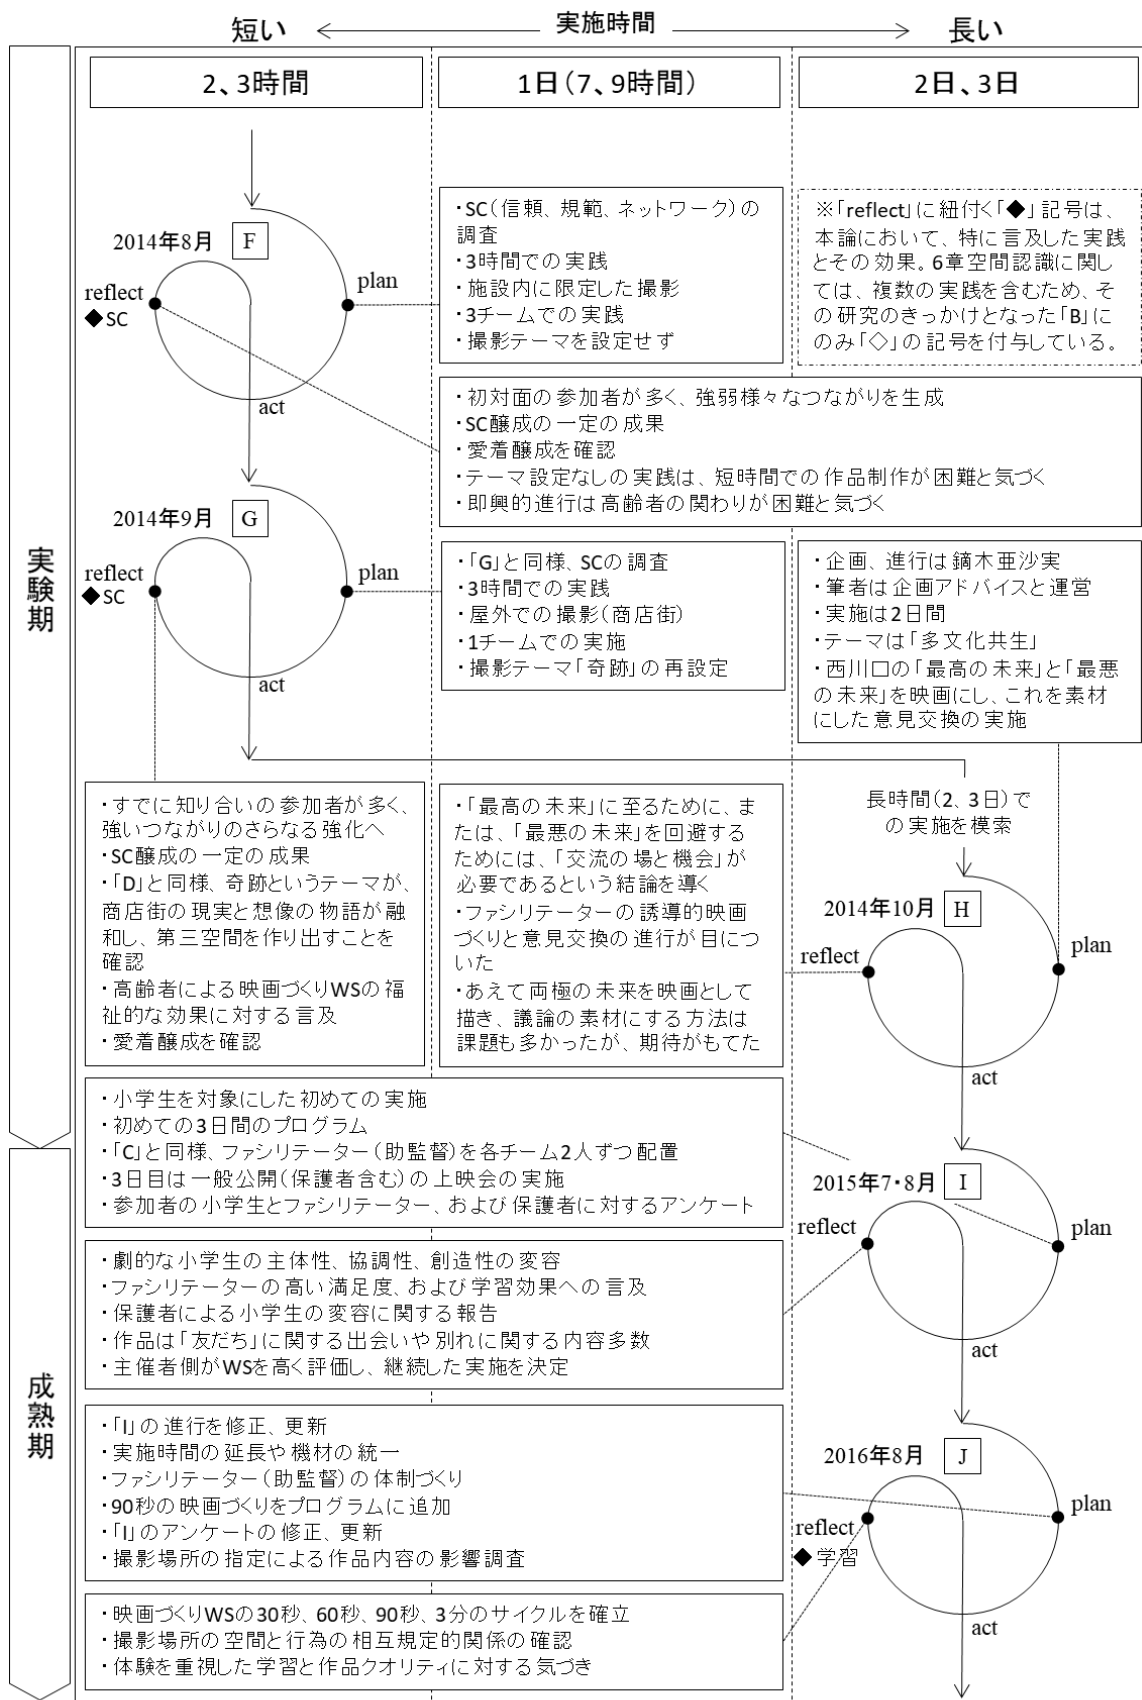 短い
実施時間
長い
2、3時間
1日（7、9時間）
2日、3日
実験期
2014年8月
F
reflect
◆SC
plan
act
・SC（信頼、規範、ネットワーク）の
調査
・3時間での実践
・施設内に限定した撮影
・3チームでの実践
・撮影テーマを設定せず
※「reflect」に紐付く「◆」記号は、
本論において、特に言及した実践
とその効果。6章空間認識に関し
ては、複数の実践を含むため、そ
の研究のきっかけとなった「B」に
のみ「◇」の記号を付与している。
・初対面の参加者が多く、強弱様々なつながりを生成
・SC醸成の一定の成果
・愛着醸成を確認
・テーマ設定なしの実践は、短時間での作品制作が困難と気づく
・即興的進行は高齢者の関わりが困難と気づく
2014年9月
G
reflect
◆SC
plan
act
・「G」と同様、SCの調査
・3時間での実践
・屋外での撮影（商店街）
・1チームでの実施
・撮影テーマ「奇跡」の再設定
・企画、進行は鏑木亜沙実
・筆者は企画アドバイスと運営
・実施は2日間
・テーマは「多文化共生」
・西川口の「最高の未来」と「最悪
の未来」を映画にし、これを素材
にした意見交換の実施
・すでに知り合いの参加者が多く、
強いつながりのさらなる強化へ
・SC醸成の一定の成果
・「D」と同様、奇跡というテーマが、
商店街の現実と想像の物語が融
和し、第三空間を作り出すことを
確認
・高齢者による映画づくりWSの福
祉的な効果に対する言及
・愛着醸成を確認
・「最高の未来」に至るために、ま
たは、「最悪の未来」を回避する
ためには、「交流の場と機会」が
必要であるという結論を導く
・ファシリテーターの誘導的映画
づくりと意見交換の進行が目につ
いた
・あえて両極の未来を映画として
描き、議論の素材にする方法は
課題も多かったが、期待がもてた
長時間（2、3日）で
の実施を模索
2014年10月
H
reflect
plan
act
・小学生を対象にした初めての実施
・初めての3日間のプログラム
・「C」と同様、ファシリテーター（助監督）を各チーム2人ずつ配置
・3日目は一般公開（保護者含む）の上映会の実施
・参加者の小学生とファシリテーター、および保護者に対するアンケート
成熟期
2015年7・8月
I
reflect
plan
act
・劇的な小学生の主体性、協調性、創造性の変容
・ファシリテーターの高い満足度、および学習効果への言及
・保護者による小学生の変容に関する報告
・作品は「友だち」に関する出会いや別れに関する内容多数
・主催者側がWSを高く評価し、継続した実施を決定
・「I」の進行を修正、更新
・実施時間の延長や機材の統一
・ファシリテーター（助監督）の体制づくり
・90秒の映画づくりをプログラムに追加
・「I」のアンケートの修正、更新
・撮影場所の指定による作品内容の影響調査
2016年8月
J
reflect
◆学習
plan
act
・映画づくりWSの30秒、60秒、90秒、3分のサイクルを確立
・撮影場所の空間と行為の相互規定的関係の確認
・体験を重視した学習と作品クオリティに対する気づき